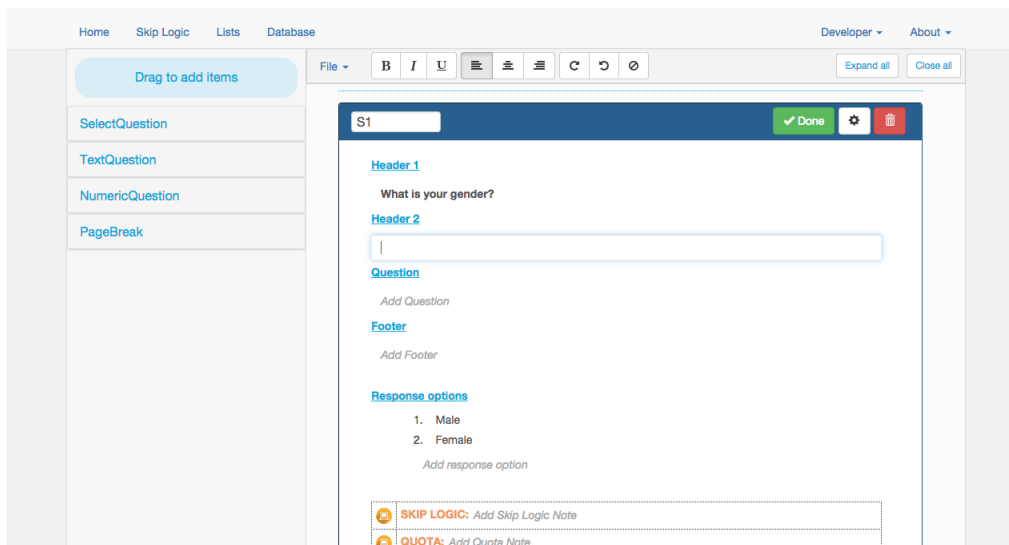 Home Skip Logic Lists Database Developer About
Drag to add items
File B I U Expand all Close all
SelectQuestion
TextQuestion
NumericQuestion
PageBreak
S1 Done
Header 1
What is your gender?
Header 2
Question
Add Question
Footer
Add Footer
Response options
1. Male
2. Female
Add response option
SKIP LOGIC: Add Skip Logic Note
QUOTA: Add Quota Note